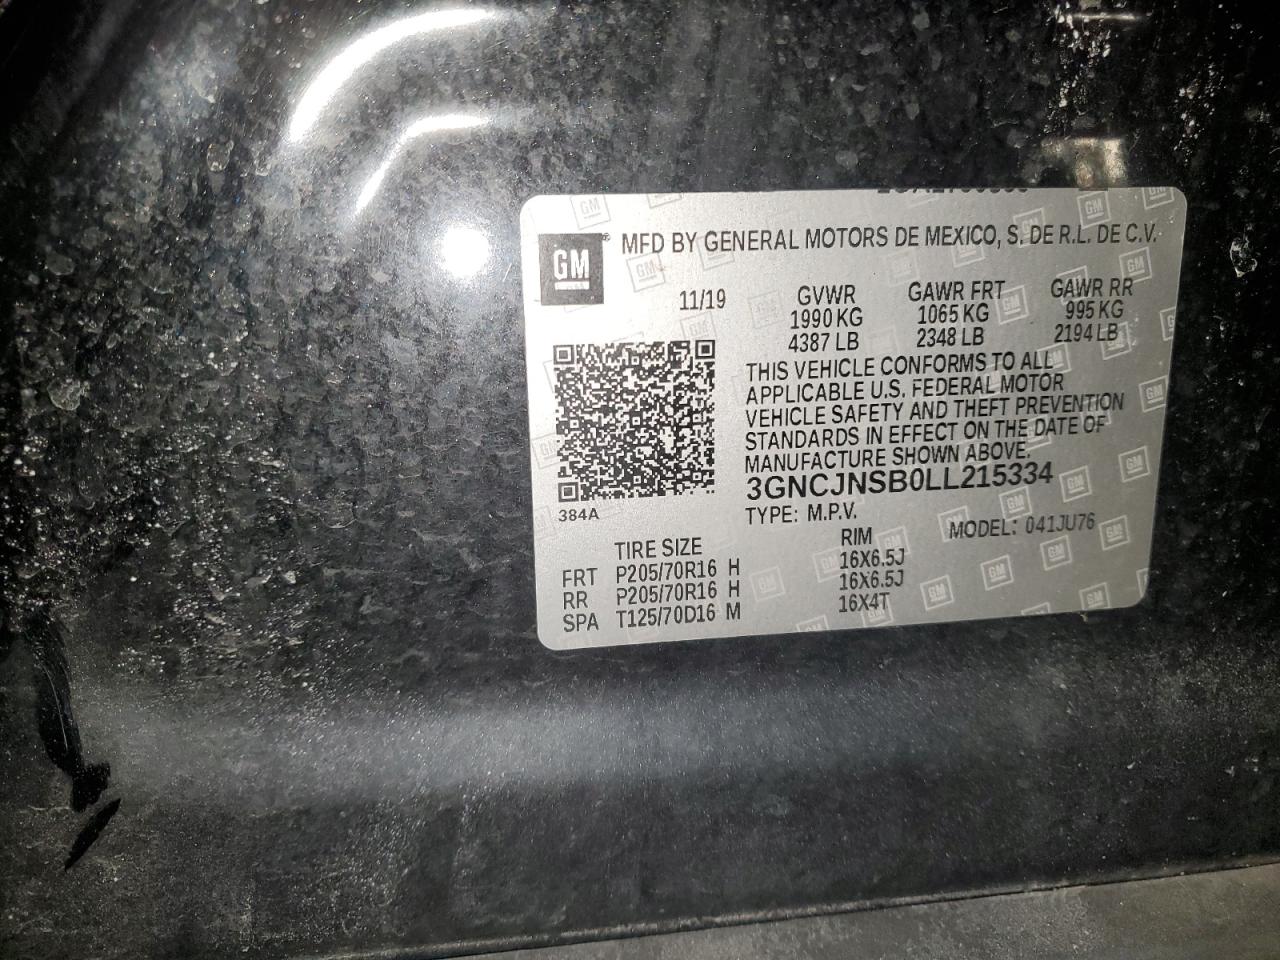 GM
MFD BY GENERAL MOTORS DE MEXICO, S. DE R.L. DE C.V.
11/19 GVWR GAWR FRT GAWR RR
1990 KG 1065 KG 995 KG
4387 LB 2348 LB 2194 LB
THIS VEHICLE CONFORMS TO ALL
APPLICABLE U.S. FEDERAL MOTOR
VEHICLE SAFETY AND THEFT PREVENTION
STANDARDS IN EFFECT ON THE DATE OF
MANUFACTURE SHOWN ABOVE.
3GNCJNSB0LL215334
384A
TYPE: M.P.V. MODEL: 041JU76
TIRE SIZE RIM
FRT P205/70R16 H 16X6.5J
RR P205/70R16 H 16X6.5J
SPA T125/70D16 M 16X4T